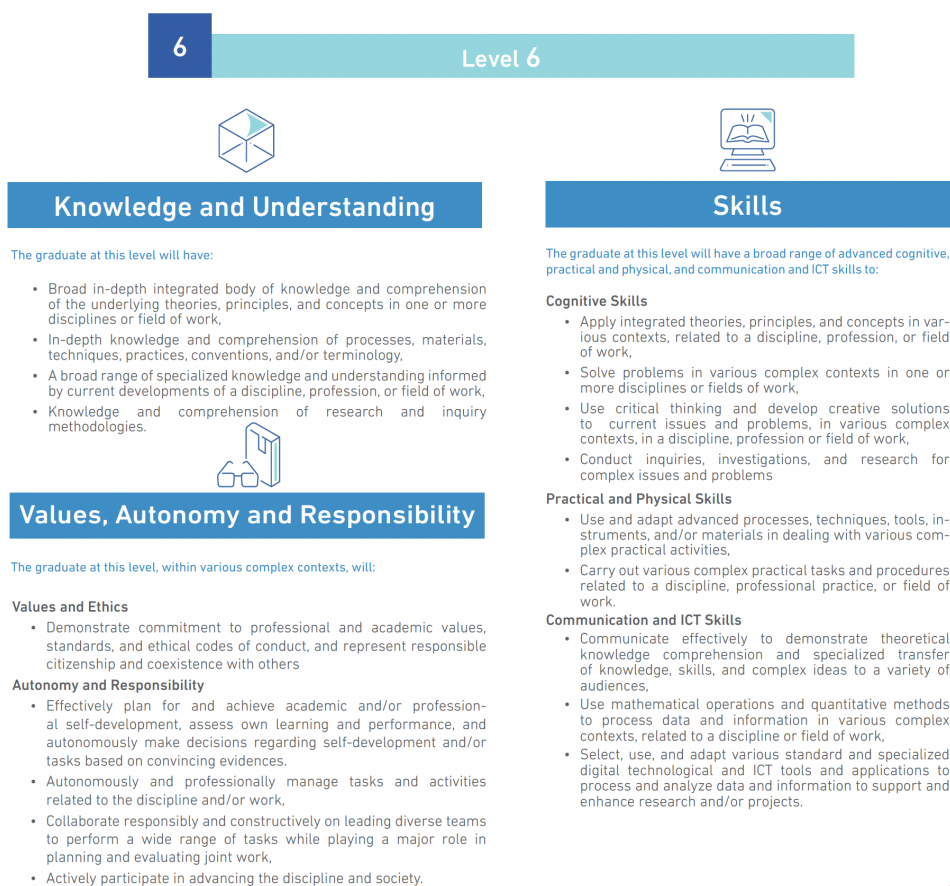 6
Level 6
Knowledge and Understanding
The graduate at this level will have:
• Broad in-depth integrated body of knowledge and comprehension
of the underlying theories, principles, and concepts in one or more
disciplines or field of work,
• In-depth knowledge and comprehension of processes, materials,
techniques, practices, conventions, and/or terminology,
• A broad range of specialized knowledge and understanding informed
by current developments of a discipline, profession, or field of work,
• Knowledge and comprehension of research and inquiry
methodologies.
Values, Autonomy and Responsibility
The graduate at this level, within various complex contexts, will:
Values and Ethics
• Demonstrate commitment to professional and academic values,
standards, and ethical codes of conduct, and represent responsible
citizenship and coexistence with others
Autonomy and Responsibility
• Effectively plan for and achieve academic and/or profession-
al self-development, assess own learning and performance, and
autonomously make decisions regarding self-development and/or
tasks based on convincing evidences.
• Autonomously and professionally manage tasks and activities
related to the discipline and/or work,
• Collaborate responsibly and constructively on leading diverse teams
to perform a wide range of tasks while playing a major role in
planning and evaluating joint work,
• Actively participate in advancing the discipline and society.
Skills
The graduate at this level will have a broad range of advanced cognitive,
practical and physical, and communication and ICT skills to:
Cognitive Skills
• Apply integrated theories, principles, and concepts in var-
ious contexts, related to a discipline, profession, or field
of work,
• Solve problems in various complex contexts in one or
more disciplines or fields of work,
• Use critical thinking and develop creative solutions
to current issues and problems, in various complex
contexts, in a discipline, profession or field of work,
• Conduct inquiries, investigations, and research for
complex issues and problems
Practical and Physical Skills
• Use and adapt advanced processes, techniques, tools, in-
struments, and/or materials in dealing with various com-
plex practical activities,
• Carry out various complex practical tasks and procedures
related to a discipline, professional practice, or field of
work.
Communication and ICT Skills
• Communicate effectively to demonstrate theoretical
knowledge comprehension and specialized transfer
of knowledge, skills, and complex ideas to a variety of
audiences,
• Use mathematical operations and quantitative methods
to process data and information in various complex
contexts, related to a discipline or field of work,
• Select, use, and adapt various standard and specialized
digital technological and ICT tools and applications to
process and analyze data and information to support and
enhance research and/or projects.